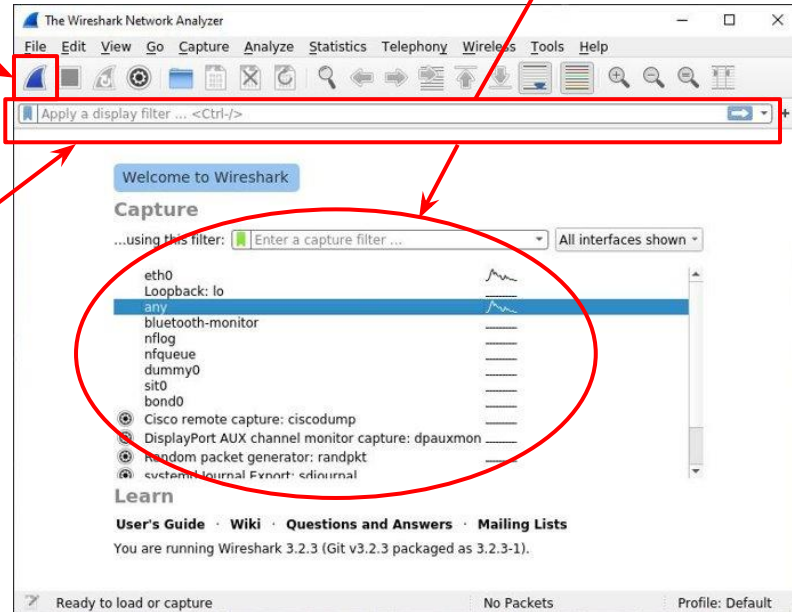 The Wireshark Network Analyzer
File Edit View Go Capture Analyze Statistics Telephony Wireless Tools Help
Apply a display filter ... <Ctrl-/>
+
Welcome to Wireshark
Capture
...using this filter: Enter a capture filter ... All interfaces shown
eth0
Loopback: lo
any
bluetooth-monitor
nflog
nfqueue
dummy0
sit0
bond0
Cisco remote capture: ciscodump
DisplayPort AUX channel monitor capture: dpauxmon
Random packet generator: randpkt
systemd Journal Export: sdjournal
Learn
User's Guide · Wiki · Questions and Answers · Mailing Lists
You are running Wireshark 3.2.3 (Git v3.2.3 packaged as 3.2.3-1).
Ready to load or capture No Packets Profile: Default